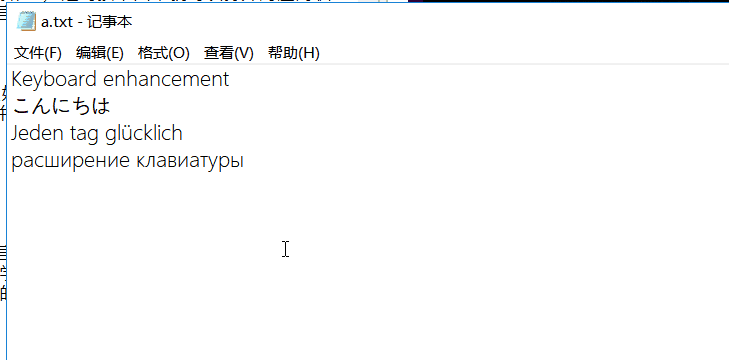 a.txt - 记事本
文件(F) 编辑(E) 格式(O) 查看(V) 帮助(H)
Keyboard enhancement
こんにちは
Jeden tag glücklich
расширение клавиатуры